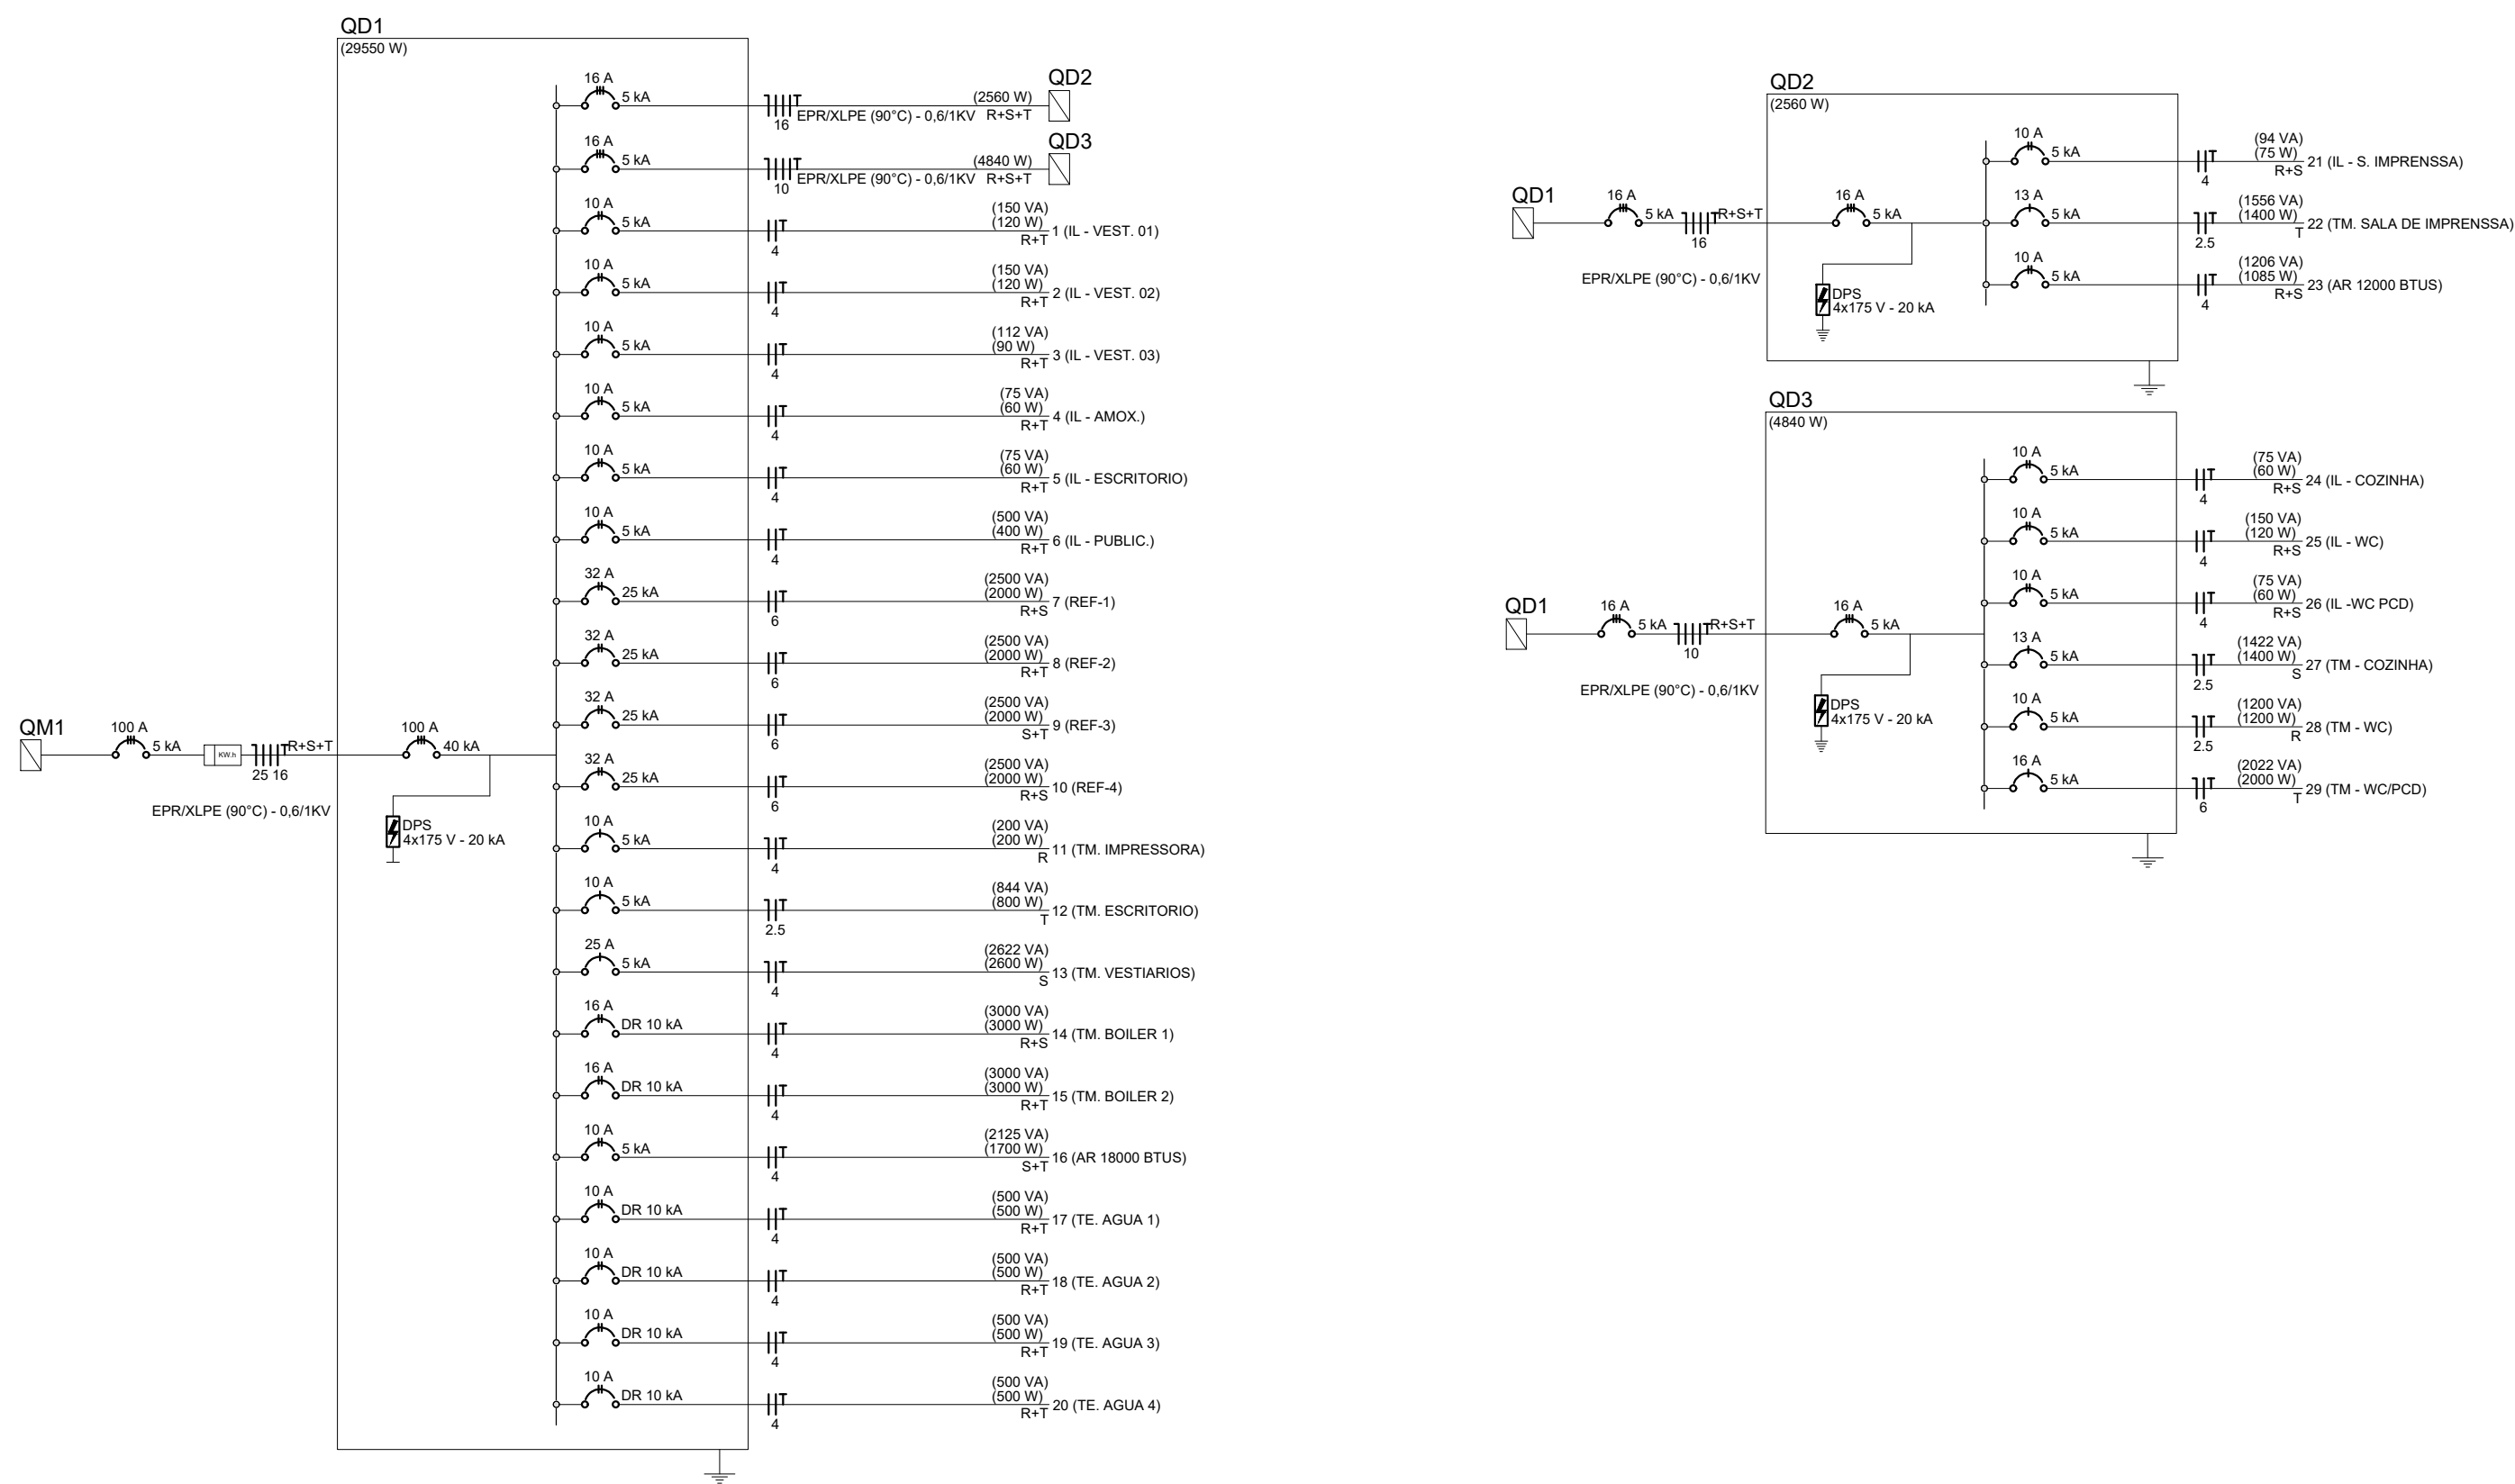 QD1
(29550 W)
16 A
5 kA
16
EPR/XLPE (90°C) - 0,6/1KV
(2560 W)
R+S+T
QD2
16 A
5 kA
10
EPR/XLPE (90°C) - 0,6/1KV
(4840 W)
R+S+T
QD3
10 A
5 kA
T
4
(150 VA)
(120 W)
R+T
1 (IL - VEST. 01)
10 A
5 kA
T
4
(150 VA)
(120 W)
R+T
2 (IL - VEST. 02)
10 A
5 kA
T
4
(112 VA)
(90 W)
R+T
3 (IL - VEST. 03)
10 A
5 kA
T
4
(75 VA)
(60 W)
R+T
4 (IL - AMOX.)
10 A
5 kA
T
4
(75 VA)
(60 W)
R+T
5 (IL - ESCRITORIO)
10 A
5 kA
T
4
(500 VA)
(400 W)
R+T
6 (IL - PUBLIC.)
32 A
25 kA
T
6
(2500 VA)
(2000 W)
R+S
7 (REF-1)
32 A
25 kA
T
6
(2500 VA)
(2000 W)
R+T
8 (REF-2)
32 A
25 kA
T
6
(2500 VA)
(2000 W)
S+T
9 (REF-3)
32 A
25 kA
T
6
(2500 VA)
(2000 W)
R+S
10 (REF-4)
10 A
5 kA
T
4
(200 VA)
(200 W)
R
11 (TM. IMPRESSORA)
10 A
5 kA
T
2.5
(844 VA)
(800 W)
T
12 (TM. ESCRITORIO)
25 A
5 kA
T
4
(2622 VA)
(2600 W)
S
13 (TM. VESTIARIOS)
16 A
DR 10 kA
T
4
(3000 VA)
(3000 W)
R+S
14 (TM. BOILER 1)
16 A
DR 10 kA
T
4
(3000 VA)
(3000 W)
R+T
15 (TM. BOILER 2)
10 A
5 kA
T
4
(2125 VA)
(1700 W)
S+T
16 (AR 18000 BTUS)
10 A
DR 10 kA
T
4
(500 VA)
(500 W)
R+T
17 (TE. AGUA 1)
10 A
DR 10 kA
T
4
(500 VA)
(500 W)
R+T
18 (TE. AGUA 2)
10 A
DR 10 kA
T
4
(500 VA)
(500 W)
R+T
19 (TE. AGUA 3)
10 A
DR 10 kA
T
4
(500 VA)
(500 W)
R+T
20 (TE. AGUA 4)
QM1
100 A
5 kA
KW.h
R+S+T
25 16
EPR/XLPE (90°C) - 0,6/1KV
100 A
40 kA
DPS
4x175 V - 20 kA
QD2
(2560 W)
QD1
16 A
5 kA
R+S+T
16
EPR/XLPE (90°C) - 0,6/1KV
16 A
5 kA
DPS
4x175 V - 20 kA
10 A
5 kA
T
4
(94 VA)
(75 W)
R+S
21 (IL - S. IMPRENSSA)
13 A
5 kA
T
2.5
(1556 VA)
(1400 W)
T
22 (TM. SALA DE IMPRENSSA)
10 A
5 kA
T
4
(1206 VA)
(1085 W)
R+S
23 (AR 12000 BTUS)
QD3
(4840 W)
QD1
16 A
5 kA
R+S+T
10
EPR/XLPE (90°C) - 0,6/1KV
16 A
5 kA
DPS
4x175 V - 20 kA
10 A
5 kA
T
4
(75 VA)
(60 W)
R+S
24 (IL - COZINHA)
10 A
5 kA
T
4
(150 VA)
(120 W)
R+S
25 (IL - WC)
10 A
5 kA
T
4
(75 VA)
(60 W)
R+S
26 (IL -WC PCD)
13 A
5 kA
T
2.5
(1422 VA)
(1400 W)
S
27 (TM - COZINHA)
10 A
5 kA
T
2.5
(1200 VA)
(1200 W)
R
28 (TM - WC)
16 A
5 kA
T
6
(2022 VA)
(2000 W)
T
29 (TM - WC/PCD)